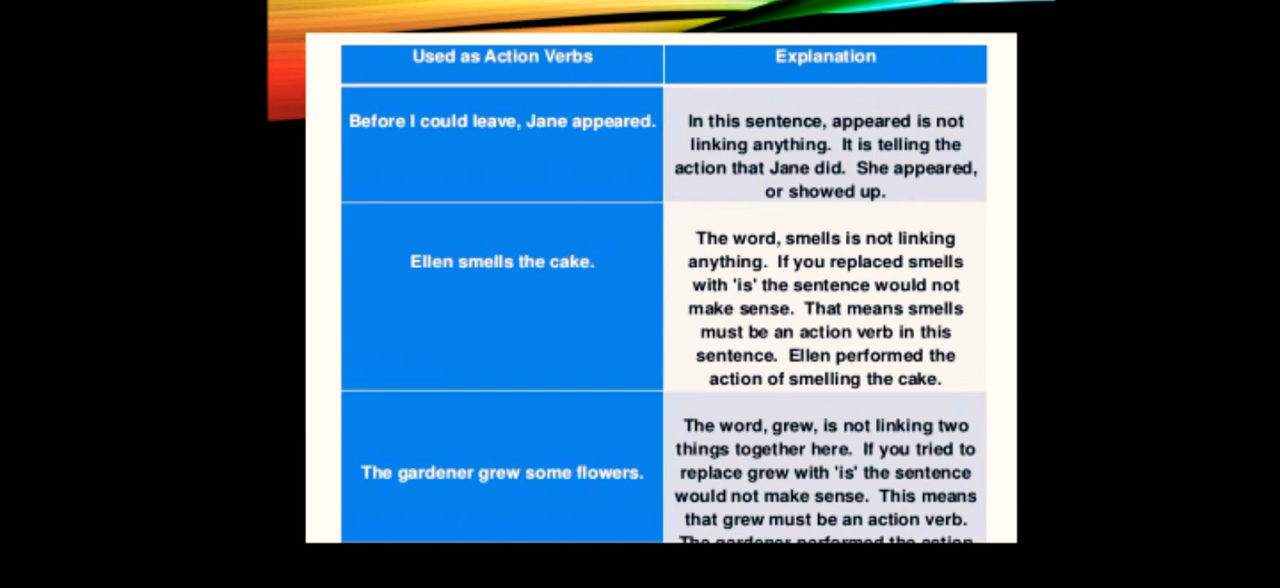 Used as Action Verbs
Explanation
Before I could leave, Jane appeared.
In this sentence, appeared is not
linking anything. It is telling the
action that Jane did. She appeared,
or showed up.
Ellen smells the cake.
The word, smells is not linking
anything. If you replaced smells
with 'is' the sentence would not
make sense. That means smells
must be an action verb in this
sentence. Ellen performed the
action of smelling the cake.
The gardener grew some flowers.
The word, grew, is not linking two
things together here. If you tried to
replace grew with 'is' the sentence
would not make sense. This means
that grew must be an action verb.
The gardener performed the action